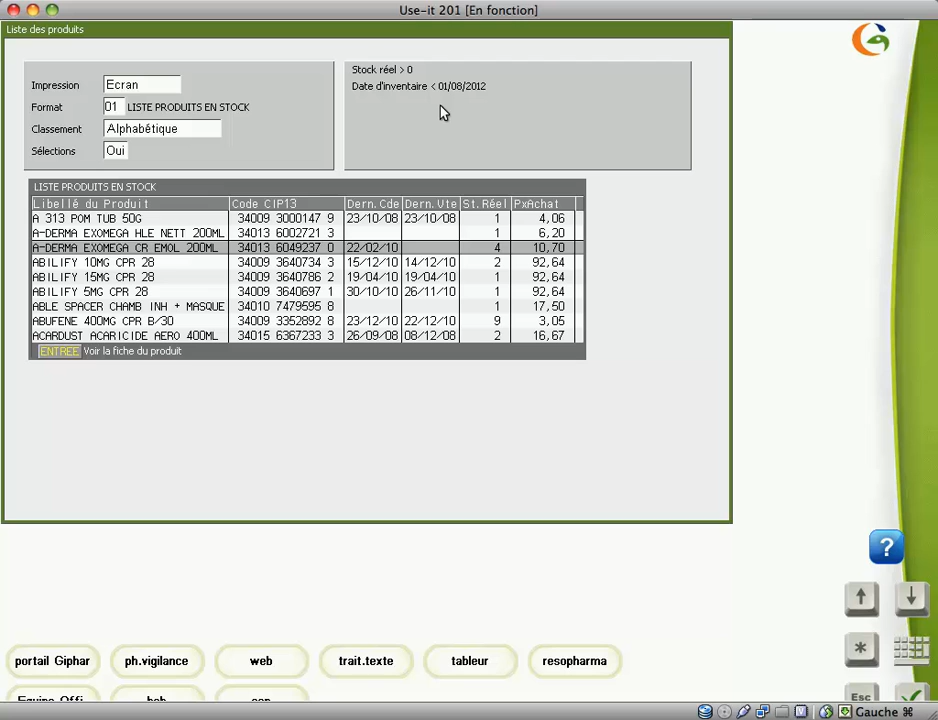 Use-it 201 [En fonction]
Liste des produits
Impression Ecran
Format 01 LISTE PRODUITS EN STOCK
Classement Alphabétique
Sélections Oui
Stock réel > 0
Date d'inventaire < 01/08/2012
LISTE PRODUITS EN STOCK
Libellé du Produit Code CIP13 Dern. Cde Dern. Vte St. Réel PxAchat
A 313 POM TUB 50G 34009 3000147 9 23/10/08 23/10/08 1 4,06
A-DERMA EXOMEGA HLE NETT 200ML 34013 6002721 3 1 6,20
A-DERMA EXOMEGA CR EMOL 200ML 34013 6049237 0 22/02/10 4 10,70
ABILIFY 10MG CPR 28 34009 3640734 3 15/12/10 14/12/10 2 92,64
ABILIFY 15MG CPR 28 34009 3640786 2 19/04/10 19/04/10 1 92,64
ABILIFY 5MG CPR 28 34009 3640697 1 30/10/10 26/11/10 1 92,64
ABLE SPACER CHAMB INH + MASQUE 34010 7479595 8 1 17,50
ABUFENE 400MG CPR B/30 34009 3352892 8 23/12/10 22/12/10 9 3,05
ACARDUST ACARICIDE AERO 400ML 34015 6367233 3 26/09/08 08/12/08 2 16,67
ENTREE Voir la fiche du produit
?
portail Giphar ph.vigilance web trait.texte tableur resopharma
Esc
Gauche ⌘